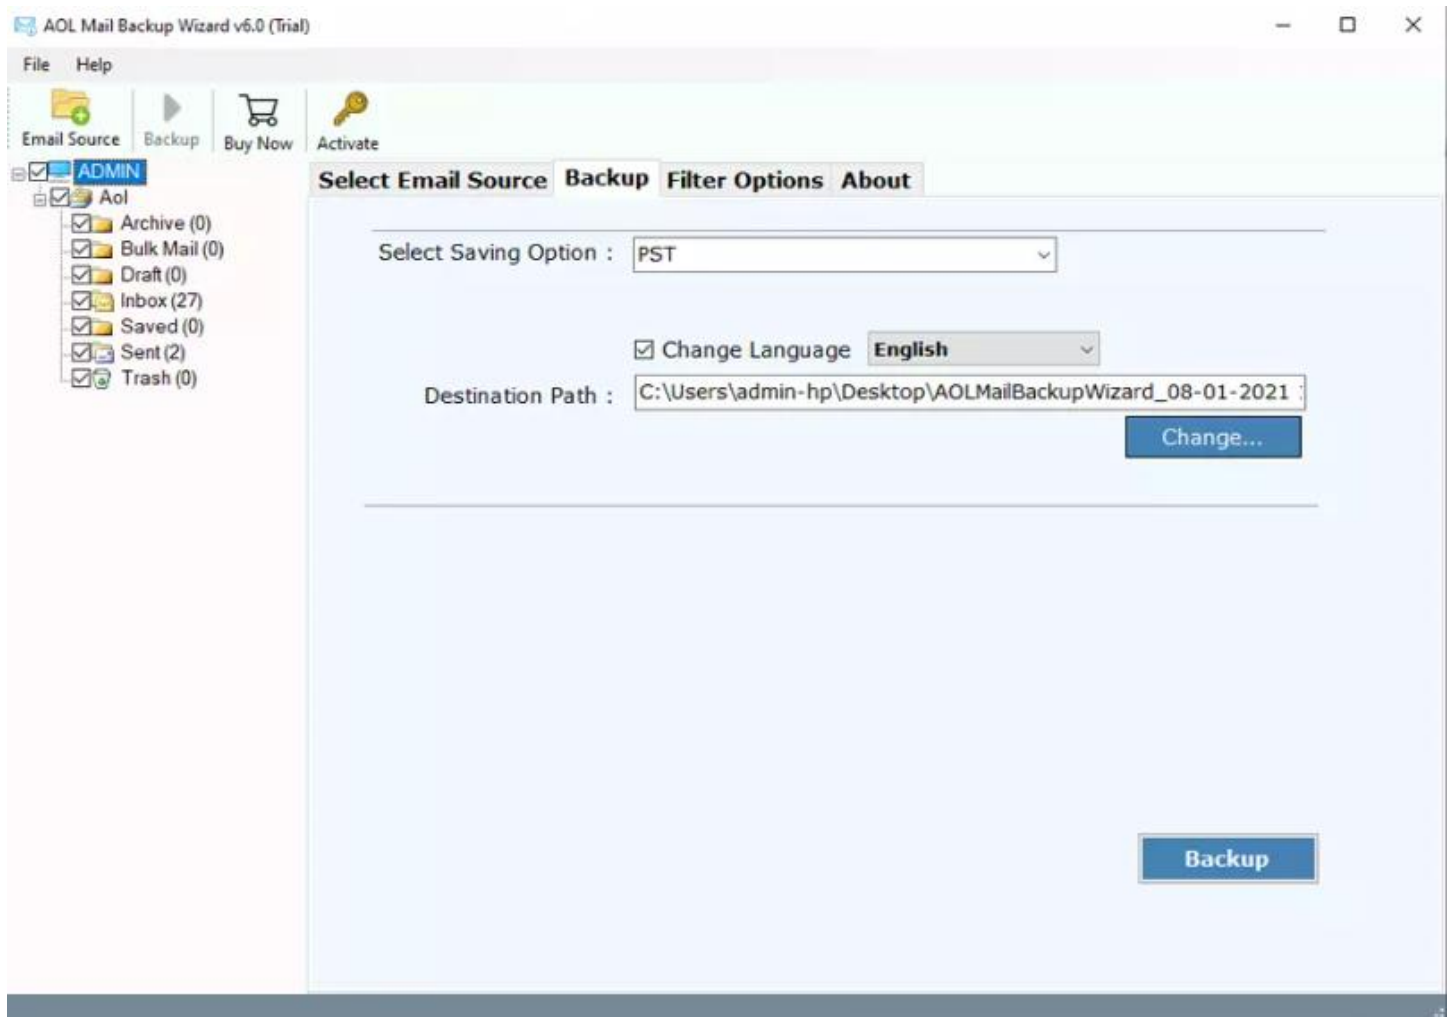 AOL Mail Backup Wizard v6.0 (Trial)
File Help
Email Source Backup Buy Now Activate
ADMIN
Aol
Archive (0)
Bulk Mail (0)
Draft (0)
Inbox (27)
Saved (0)
Sent (2)
Trash (0)
Select Email Source Backup Filter Options About
Select Saving Option : PST
Change Language English
Destination Path : C:\Users\admin-hp\Desktop\AOLMailBackupWizard_08-01-2021
Change...
Backup